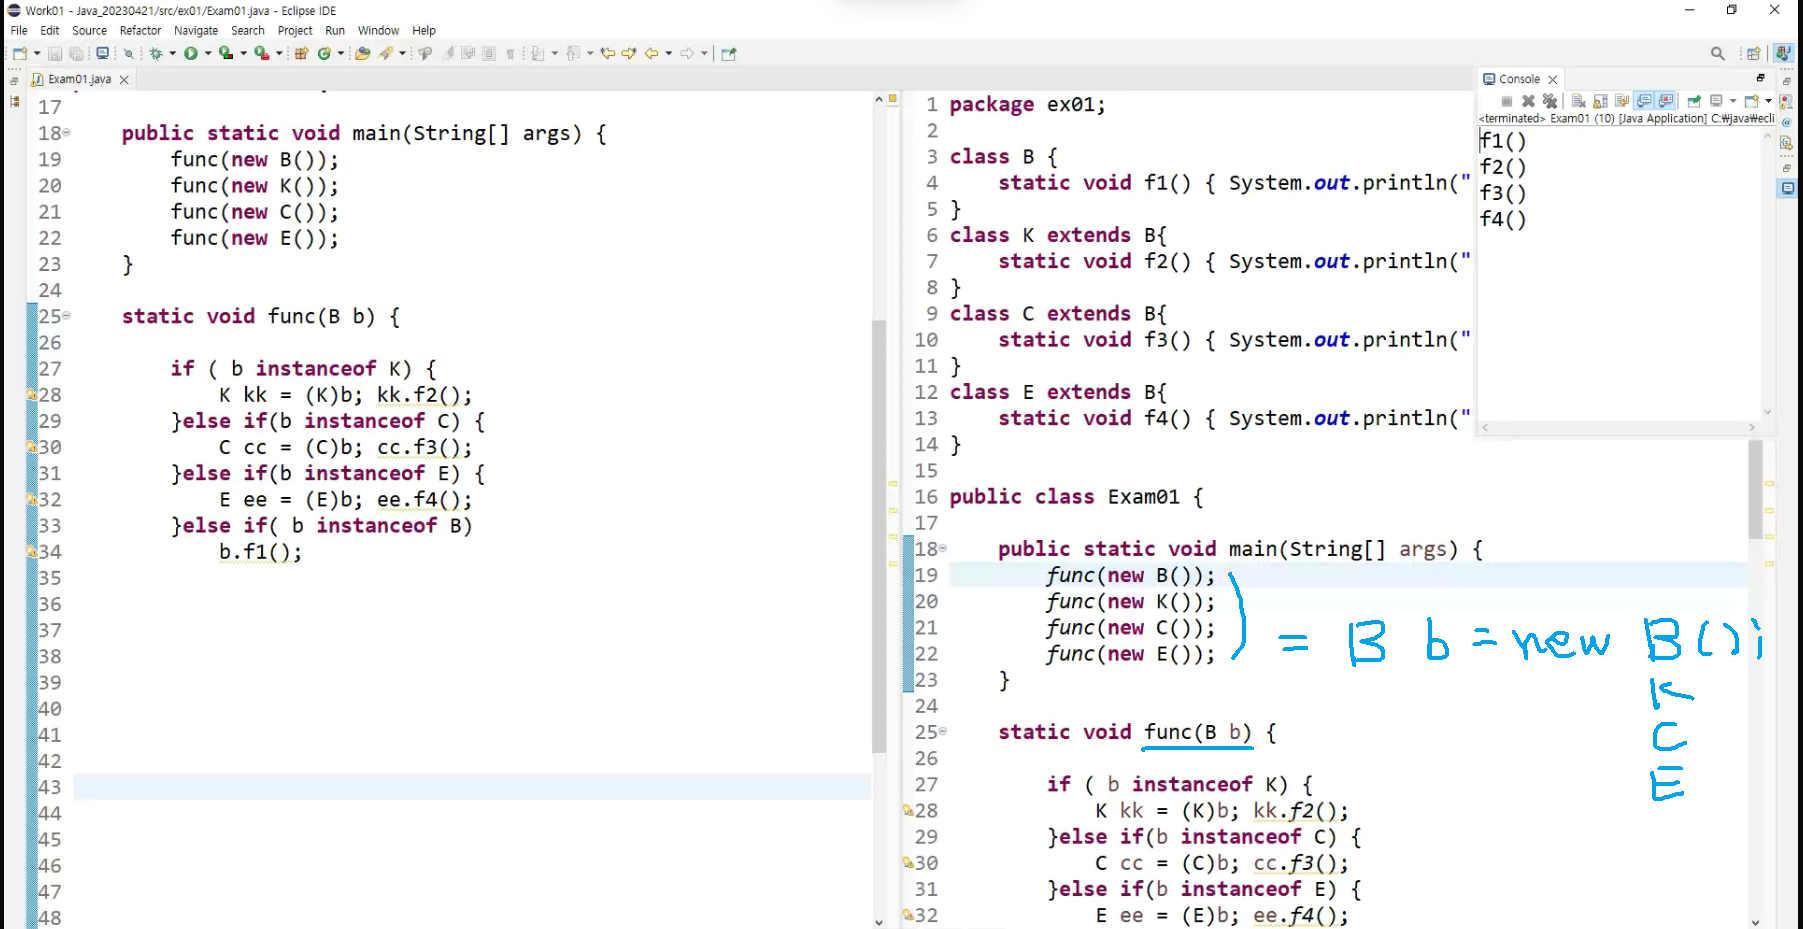 Work01 - Java_20230421/src/ex01/Exam01.java - Eclipse IDE
File Edit Source Refactor Navigate Search Project Run Window Help
Exam01.java
17
18 public static void main(String[] args) {
19 func(new B());
20 func(new K());
21 func(new C());
22 func(new E());
23 }
24
25 static void func(B b) {
26
27 if ( b instanceof K) {
28 K kk = (K)b; kk.f2();
29 }else if(b instanceof C) {
30 C cc = (C)b; cc.f3();
31 }else if(b instanceof E) {
32 E ee = (E)b; ee.f4();
33 }else if( b instanceof B)
34 b.f1();
35
36
37
38
39
40
41
42
43
44
45
46
47
48
1 package ex01;
2
3 class B {
4 static void f1() { System.out.println("
5 }
6 class K extends B{
7 static void f2() { System.out.println("
8 }
9 class C extends B{
10 static void f3() { System.out.println("
11 }
12 class E extends B{
13 static void f4() { System.out.println("
14 }
15
16 public class Exam01 {
17
18 public static void main(String[] args) {
19 func(new B());
20 func(new K());
21 func(new C());
22 func(new E());
23 }
24
25 static void func(B b) {
26
27 if ( b instanceof K) {
28 K kk = (K)b; kk.f2();
29 }else if(b instanceof C) {
30 C cc = (C)b; cc.f3();
31 }else if(b instanceof E) {
32 E ee = (E)b; ee.f4();
= B b = new B();
K
C
E
Console
<terminated> Exam01 (10) [Java Application] C:₩java₩ecli
f1()
f2()
f3()
f4()